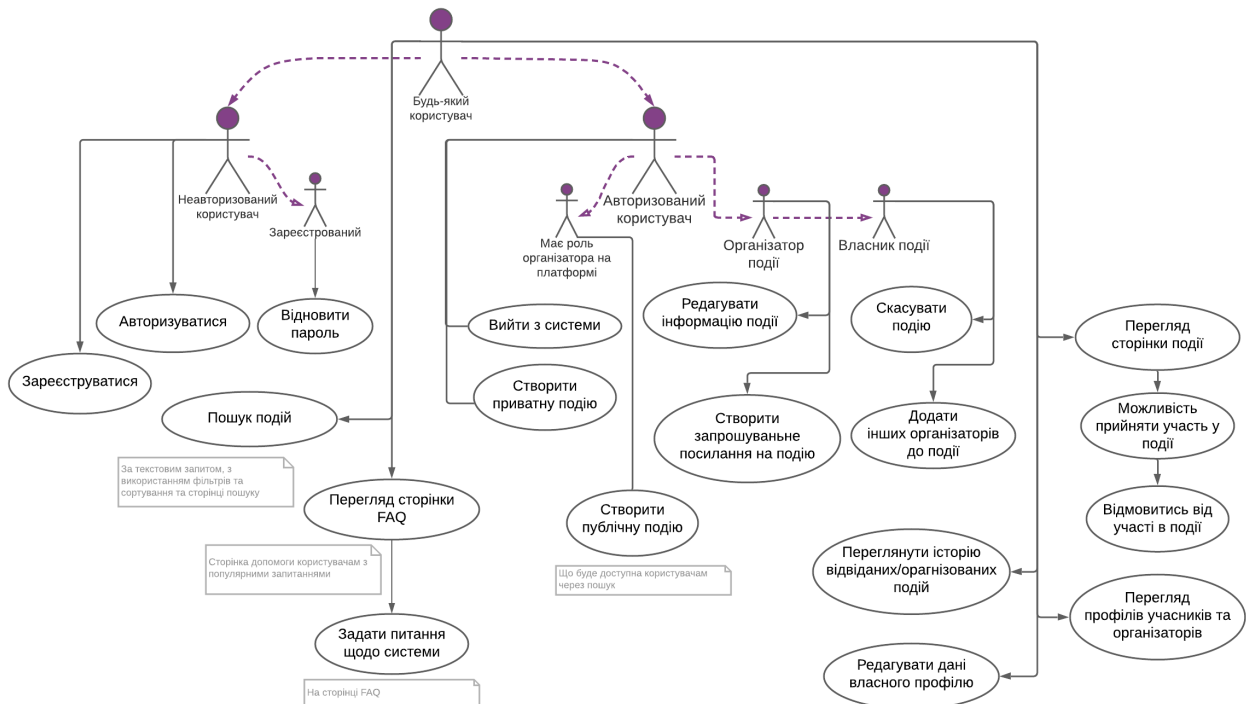 Будь-який
користувач
Неавторизований
користувач
Зареєстрований
Авторизований
користувач
Має роль
організатора на
платформі
Організатор
події
Власник події
Авторизуватися
Відновити
пароль
Зареєструватися
Вийти з системи
Створити
приватну подію
Редагувати
інформацію події
Скасувати
подію
Перегляд
сторінки події
Пошук подій
За текстовим запитом, з
використанням фільтрів та
сортування та сторінці пошуку
Створити
запрошуваньне
посилання на подію
Додати
інших організаторів
до події
Можливість
прийняти участь у
події
Перегляд сторінки
FAQ
Сторінка допомоги користувачам з
популярними запитаннями
Створити
публічну подію
Що буде доступна користувачам
через пошук
Відмовитись від
участі в події
Переглянути історію
відвіданих/орагнізованих
подій
Перегляд
профілів учасників та
організаторів
Задати питання
щодо системи
На сторінці FAQ
Редагувати дані
власного профілю